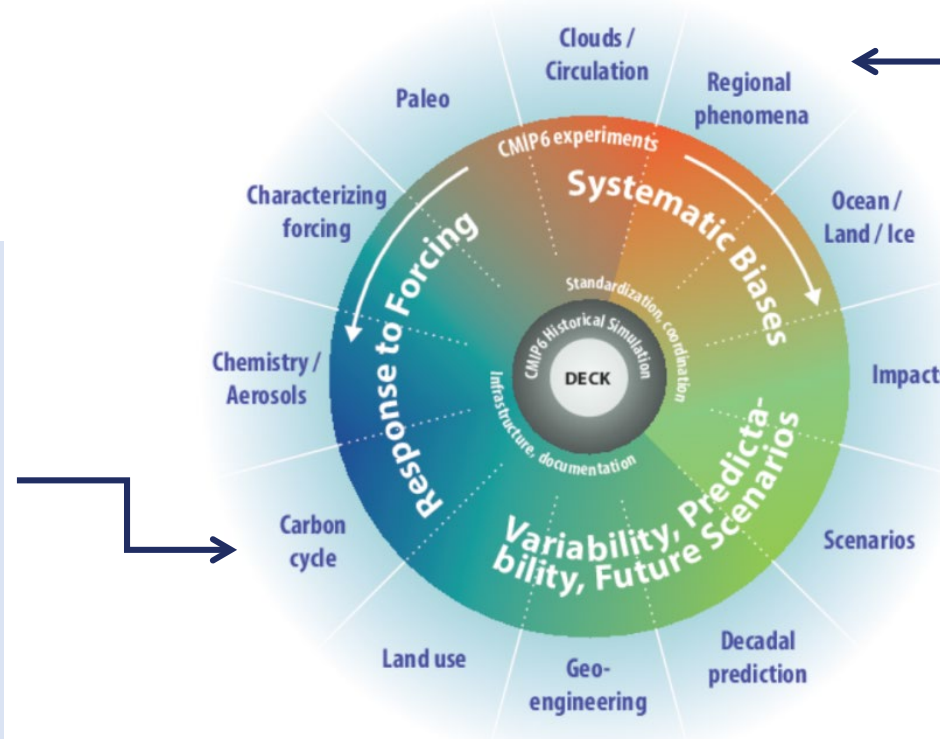 Clouds /
Circulation
Regional
phenomena
Paleo
CMIP6 experiments
Systematic Biases
Characterizing
forcing
Ocean /
Land / Ice
Response to Forcing
Standardization, coordination
CMIP6 Historical Simulation
DECK
Chemistry /
Aerosols
Impacts
Infrastructure, documentation
Variability, Predicta-
bility, Future Scenarios
Carbon
cycle
Scenarios
Land use
Geo-
engineering
Decadal
prediction